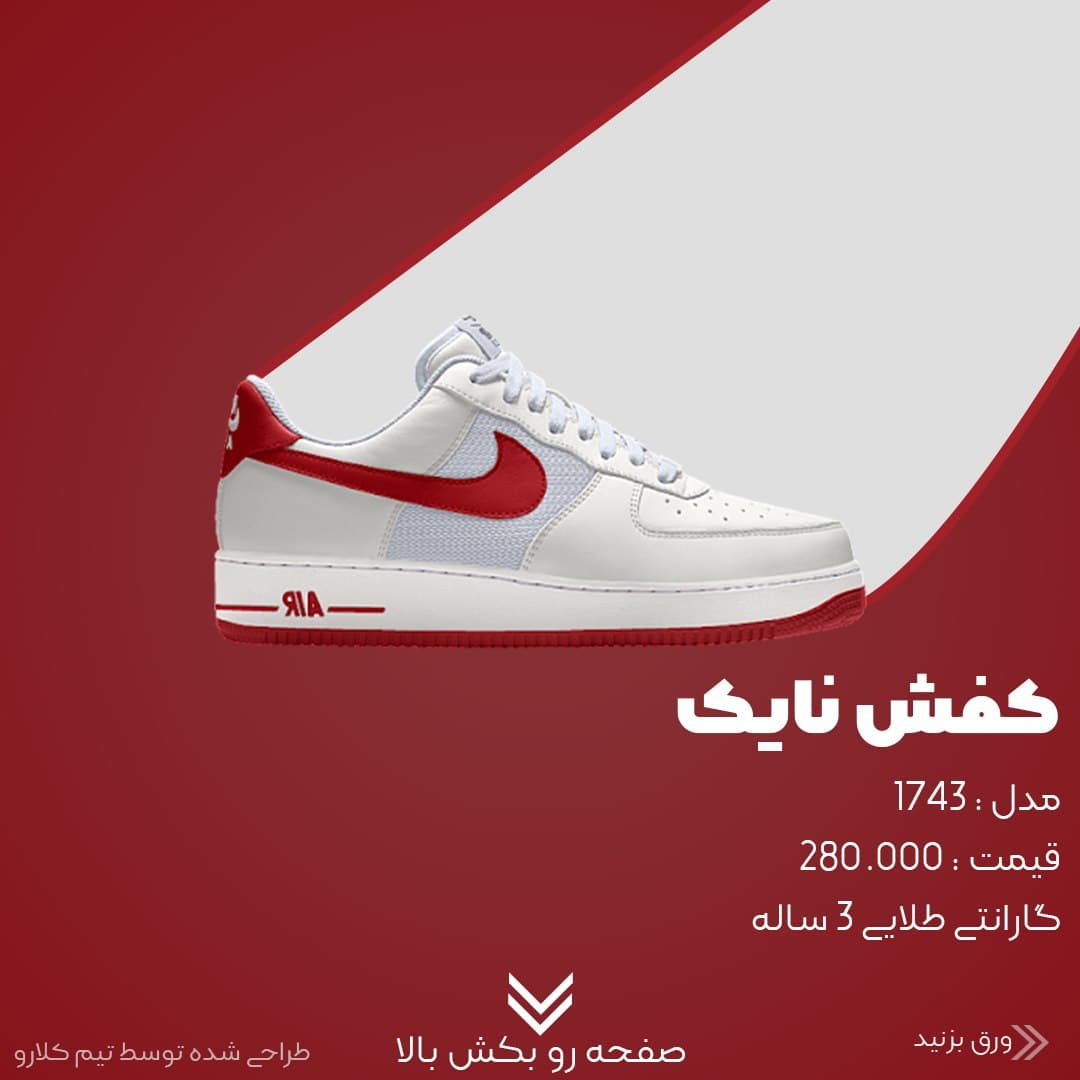 AIR
کفش نایک
مدل : 1743
قیمت : 280.000
گارانتی طلایی 3 ساله
ورق بزنید
صفحه رو بکش بالا
طراحی شده توسط تیم کلارو